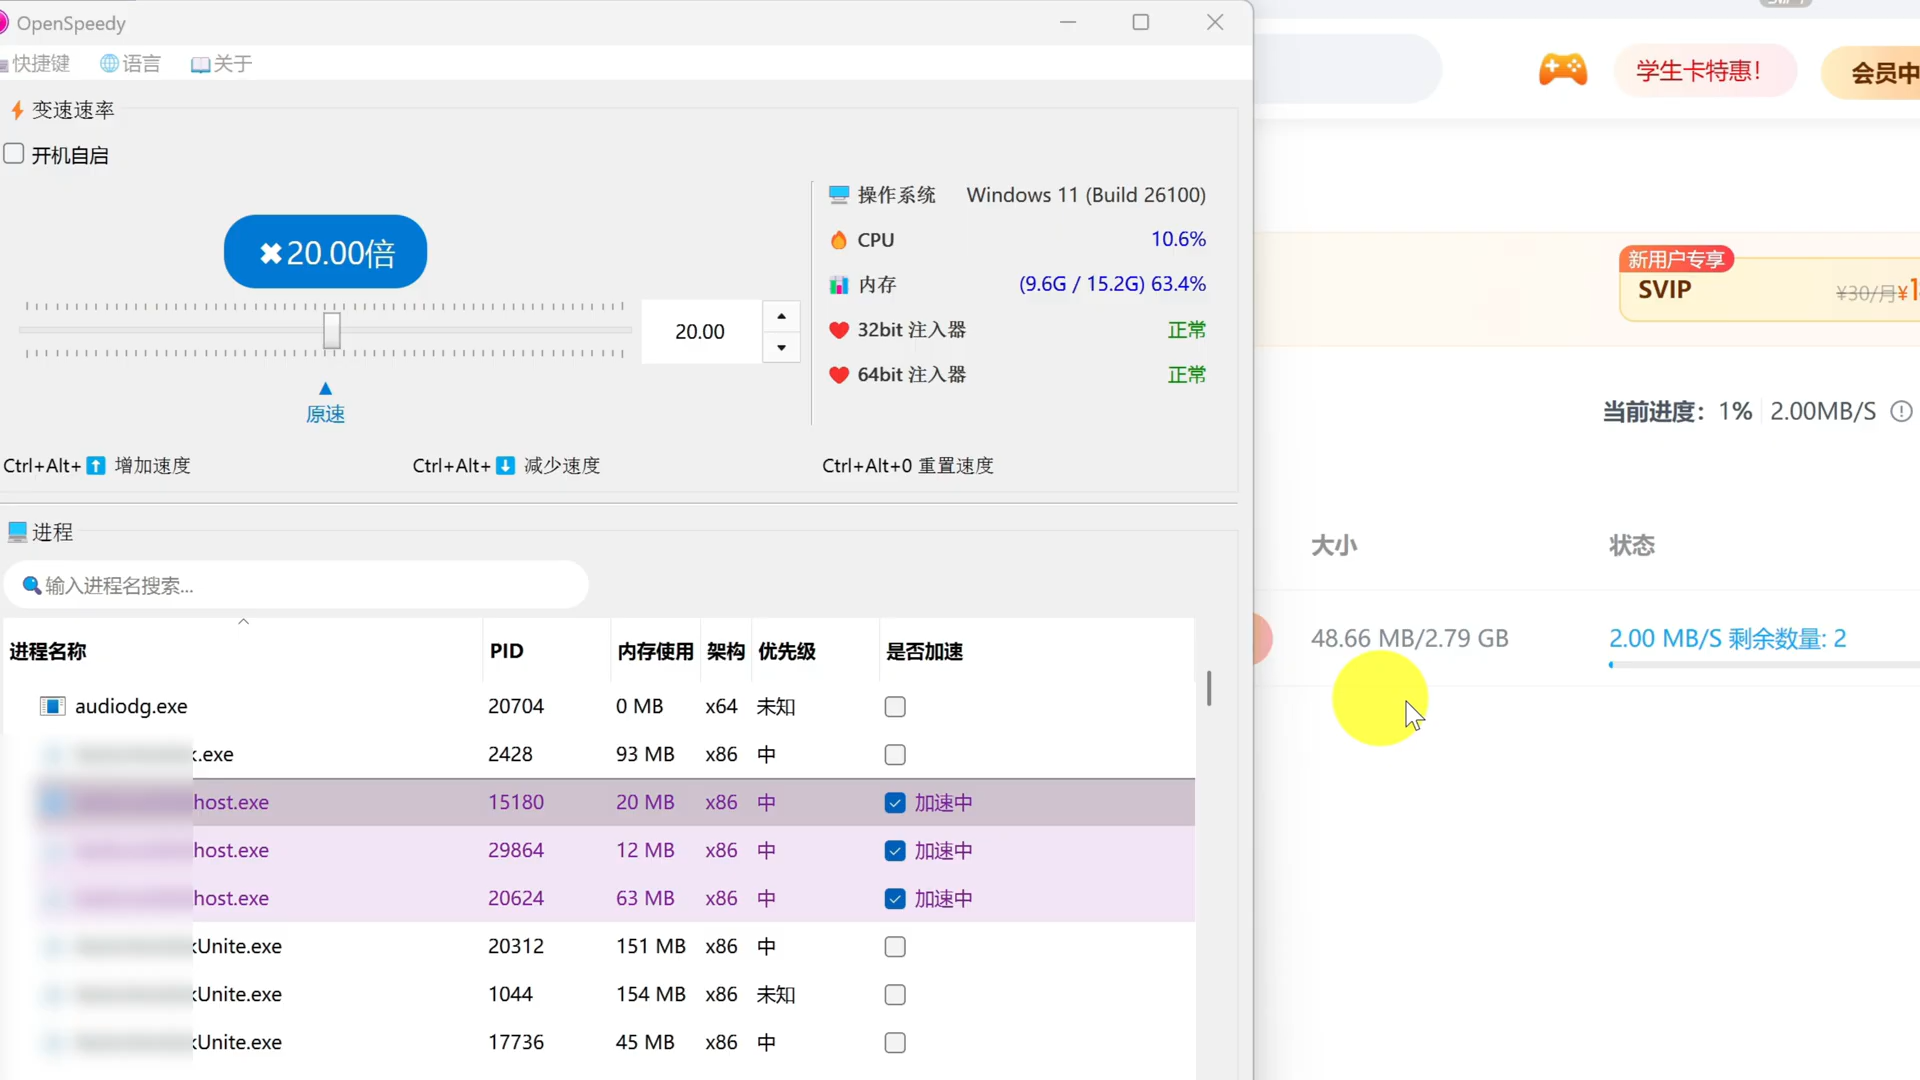 OpenSpeedy
快捷键 语言 关于
变速速率
开机自启
✖20.00倍
20.00
▲
原速
操作系统 Windows 11 (Build 26100)
CPU 10.6%
内存 (9.6G / 15.2G) 63.4%
32bit 注入器 正常
64bit 注入器 正常
Ctrl+Alt+⬆ 增加速度 Ctrl+Alt+⬇ 减少速度 Ctrl+Alt+0 重置速度
进程
输入进程名搜索...
进程名称 PID 内存使用 架构 优先级 是否加速
audiodg.exe 20704 0 MB x64 未知
k.exe 2428 93 MB x86 中
host.exe 15180 20 MB x86 中 加速中
host.exe 29864 12 MB x86 中 加速中
host.exe 20624 63 MB x86 中 加速中
kUnite.exe 20312 151 MB x86 中
kUnite.exe 1044 154 MB x86 未知
kUnite.exe 17736 45 MB x86 中
学生卡特惠！ 会员中
新用户专享
SVIP ¥30/月 ¥1
当前进度： 1% 2.00MB/S
大小 状态
48.66 MB/2.79 GB 2.00 MB/S 剩余数量: 2